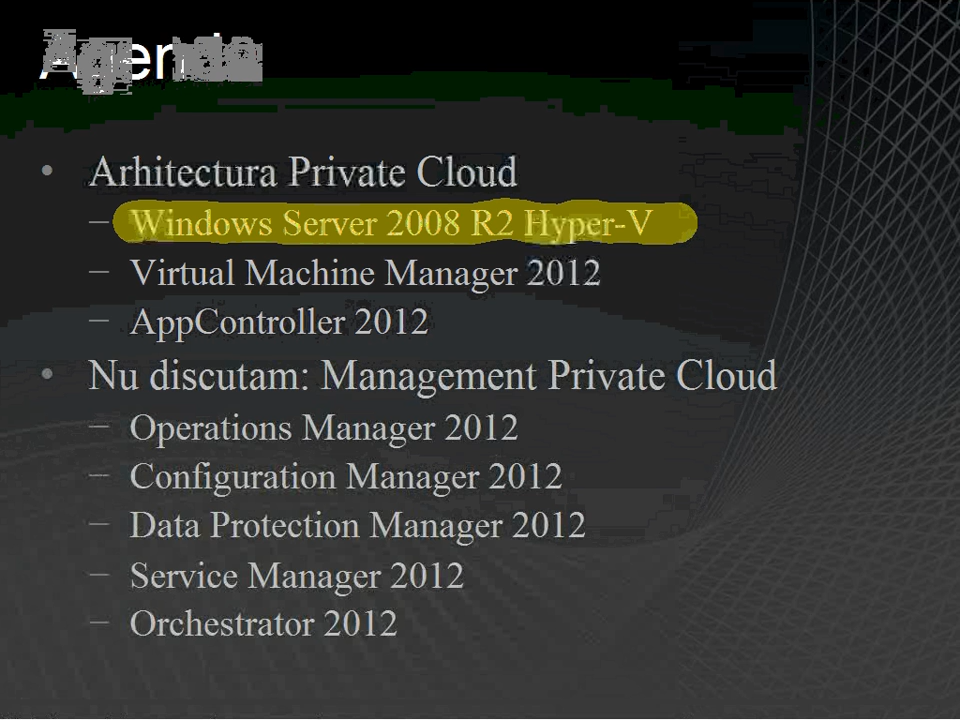 Agenda
• Arhitectura Private Cloud
– Windows Server 2008 R2 Hyper-V
– Virtual Machine Manager 2012
– AppController 2012
• Nu discutam: Management Private Cloud
– Operations Manager 2012
– Configuration Manager 2012
– Data Protection Manager 2012
– Service Manager 2012
– Orchestrator 2012